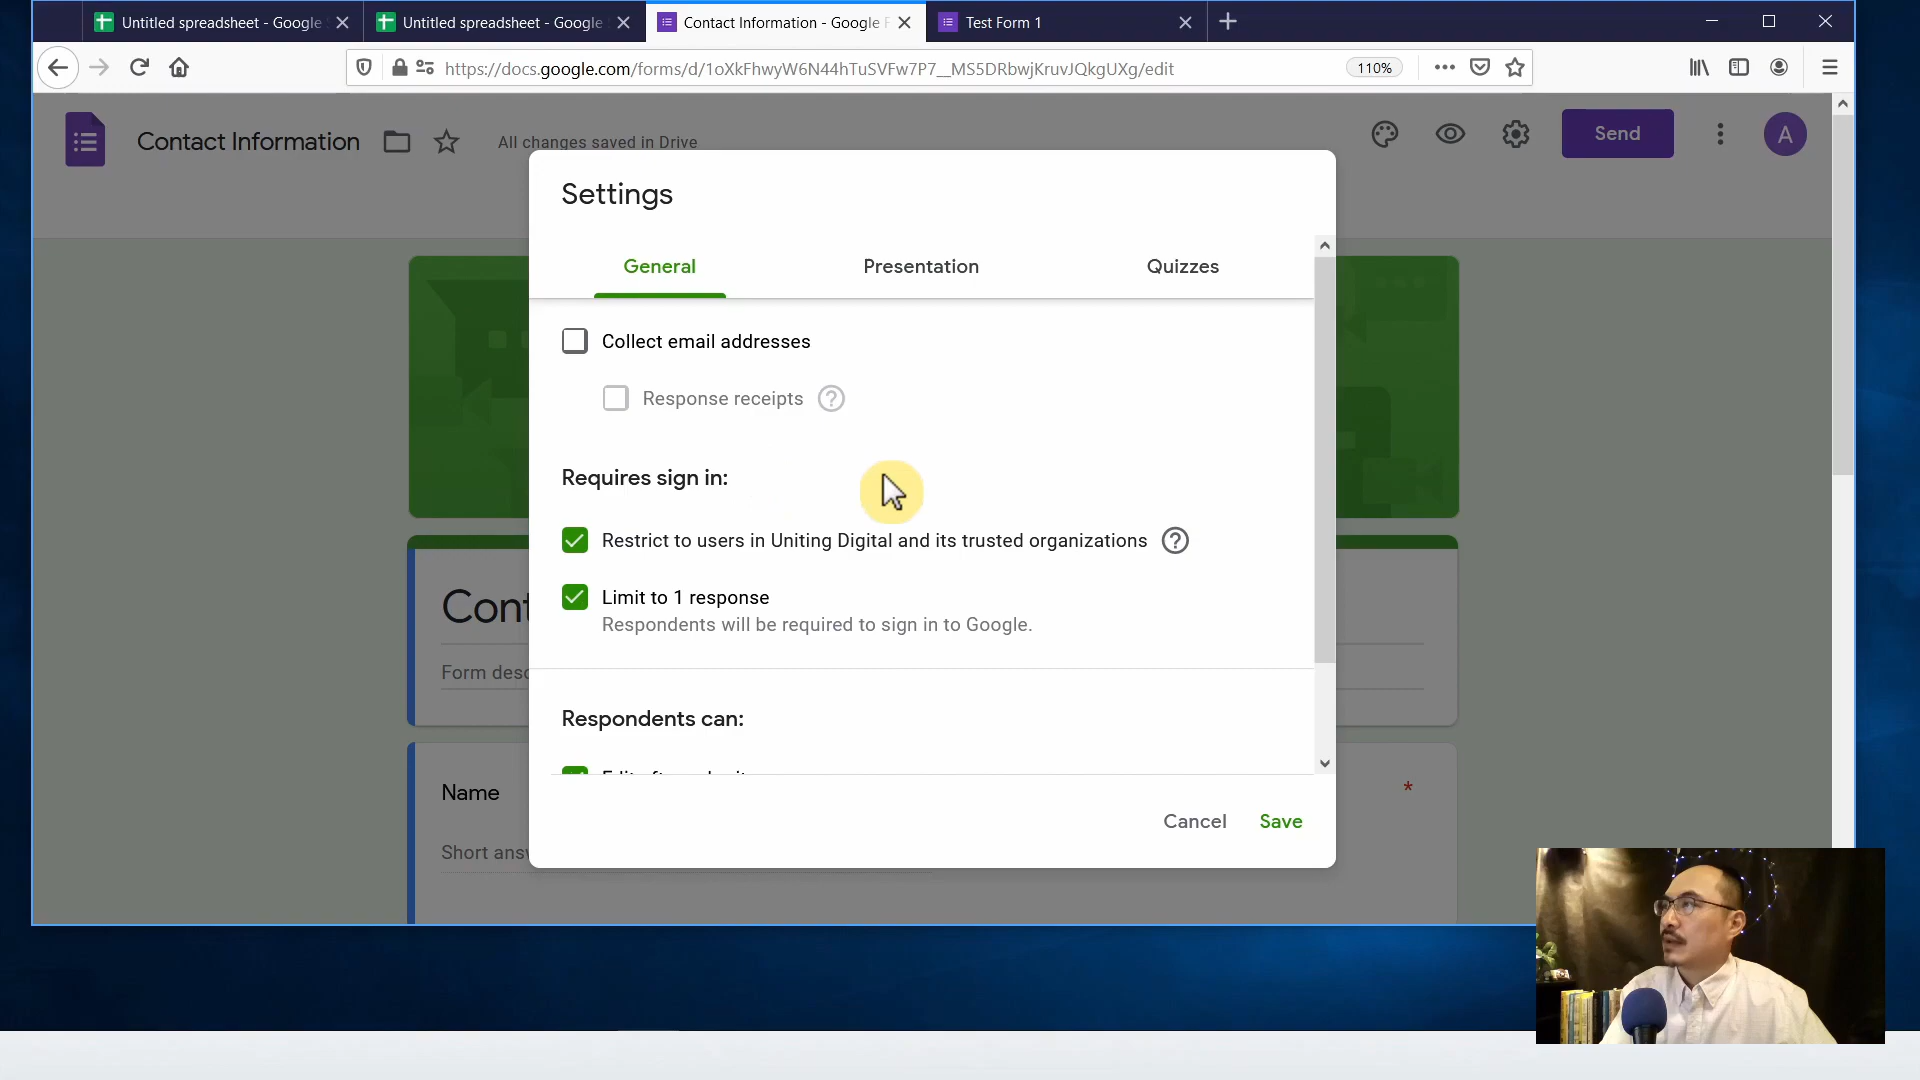 Untitled spreadsheet - Google
Untitled spreadsheet - Google
Contact Information - Google F
Test Form 1
https://docs.google.com/forms/d/1oXkFhwyW6N44hTuSVFw7P7__MS5DRbwjKruvJQkgUXg/edit
110%
Contact Information
All changes saved in Drive
Send
A
Settings
General
Presentation
Quizzes
Collect email addresses
Response receipts
Requires sign in:
Restrict to users in Uniting Digital and its trusted organizations
Limit to 1 response
Respondents will be required to sign in to Google.
Cont
Form desc
Respondents can:
Name
*
Short ans
Cancel
Save